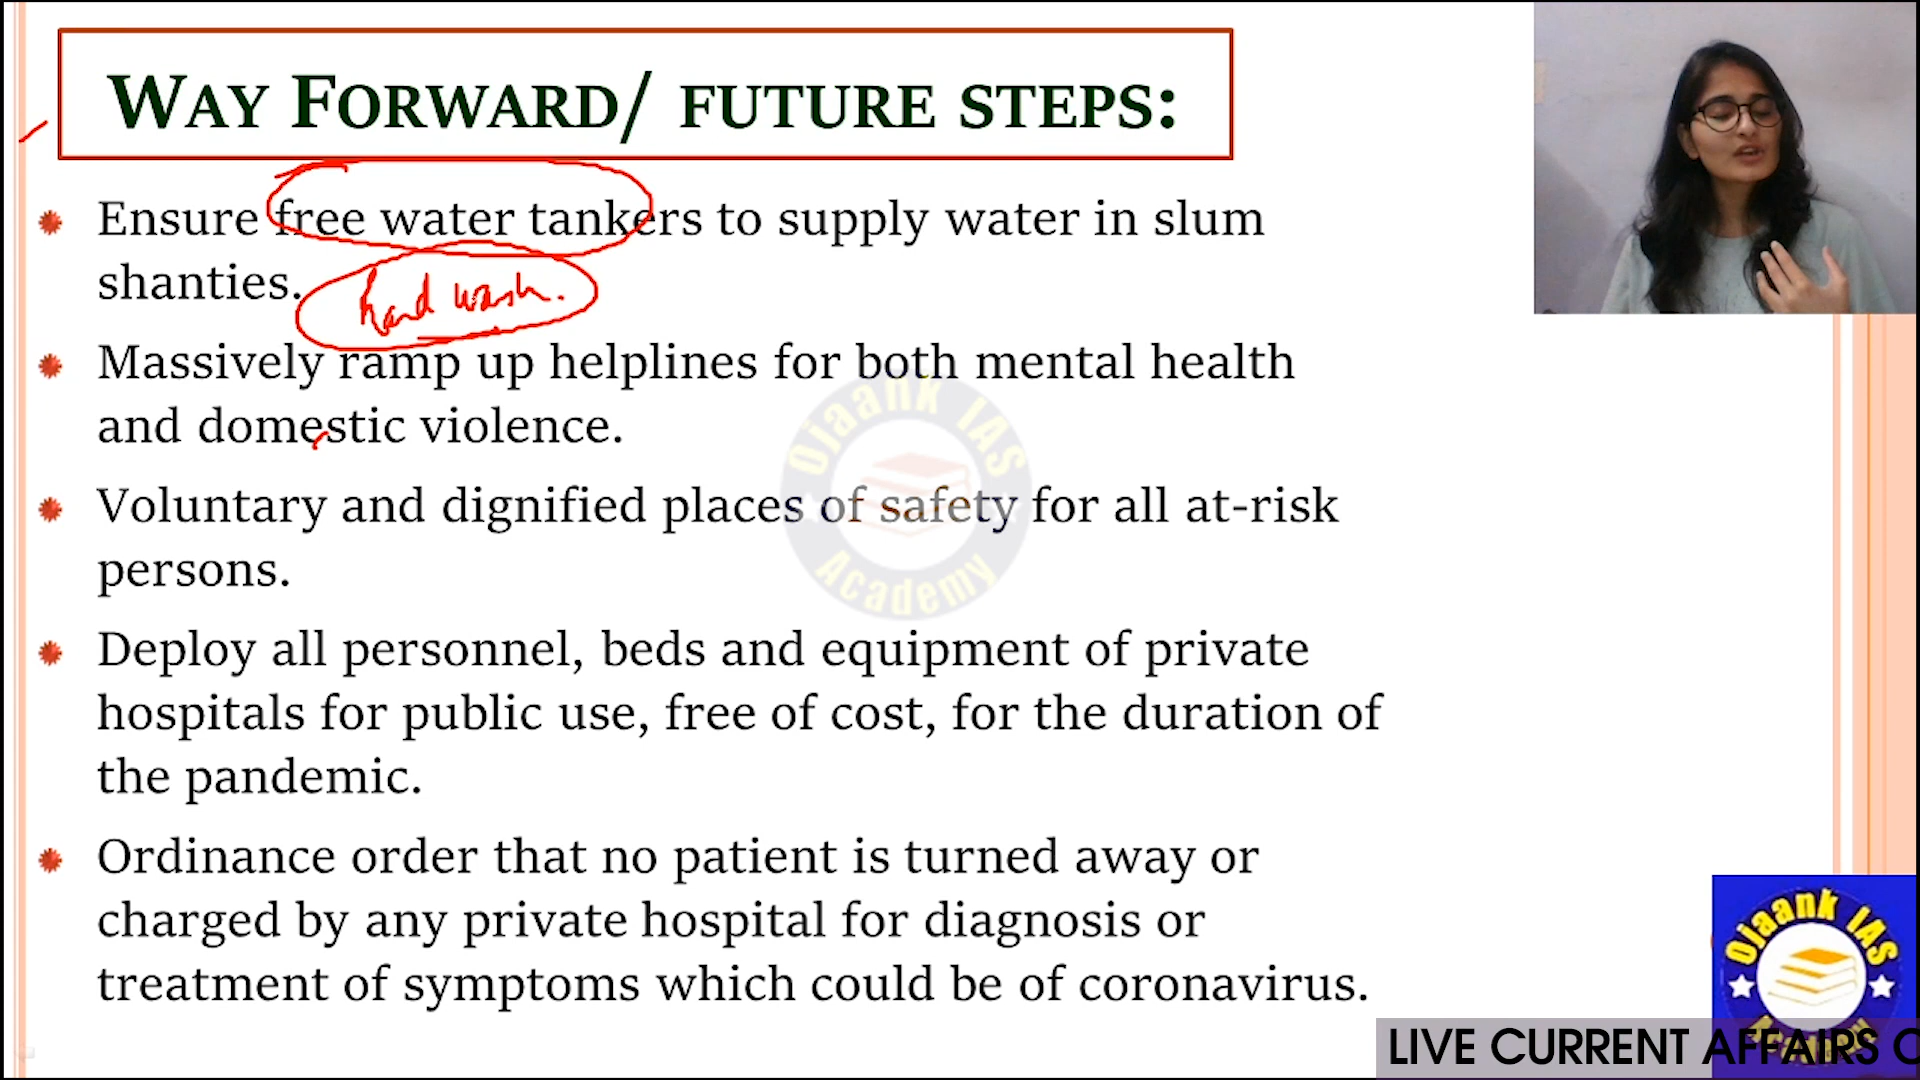 WAY FORWARD/ FUTURE STEPS:
Ensure free water tankers to supply water in slum
shanties.
hand wash.
Massively ramp up helplines for both mental health
and domestic violence.
Voluntary and dignified places of safety for all at-risk
persons.
Deploy all personnel, beds and equipment of private
hospitals for public use, free of cost, for the duration of
the pandemic.
Ordinance order that no patient is turned away or
charged by any private hospital for diagnosis or
treatment of symptoms which could be of coronavirus.
Ojaank IAS
Academy
Ojaank IAS
Academy
LIVE CURRENT AFFAIRS